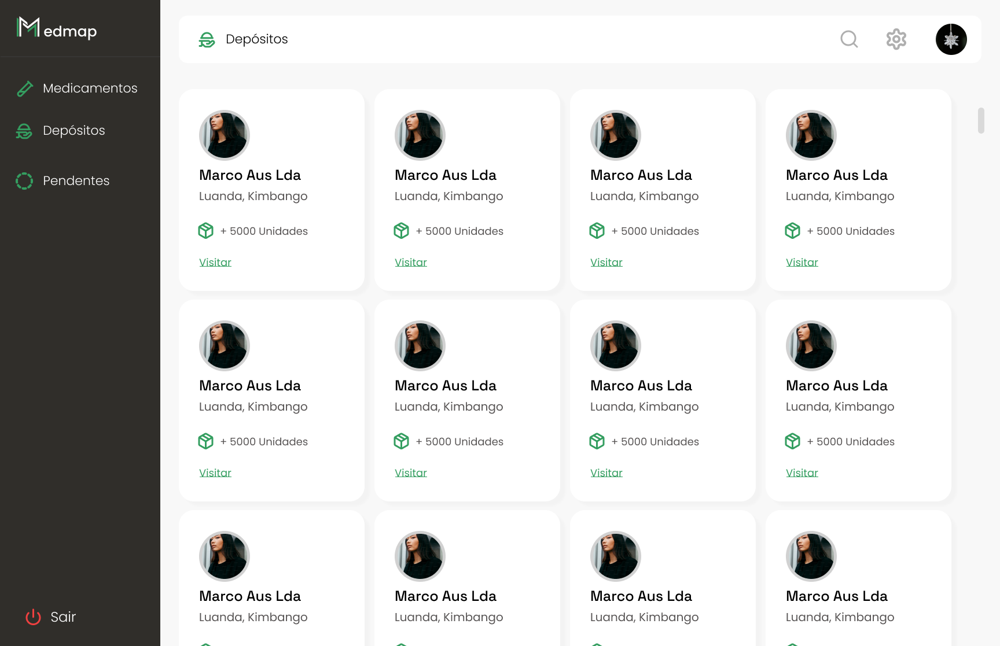 Medmap
Depósitos
Medicamentos
Depósitos
Pendentes
Marco Aus Lda
Luanda, Kimbango
+ 5000 Unidades
Visitar
Marco Aus Lda
Luanda, Kimbango
+ 5000 Unidades
Visitar
Marco Aus Lda
Luanda, Kimbango
+ 5000 Unidades
Visitar
Marco Aus Lda
Luanda, Kimbango
+ 5000 Unidades
Visitar
Marco Aus Lda
Luanda, Kimbango
+ 5000 Unidades
Visitar
Marco Aus Lda
Luanda, Kimbango
+ 5000 Unidades
Visitar
Marco Aus Lda
Luanda, Kimbango
+ 5000 Unidades
Visitar
Marco Aus Lda
Luanda, Kimbango
+ 5000 Unidades
Visitar
Marco Aus Lda
Luanda, Kimbango
Marco Aus Lda
Luanda, Kimbango
Marco Aus Lda
Luanda, Kimbango
Marco Aus Lda
Luanda, Kimbango
Sair